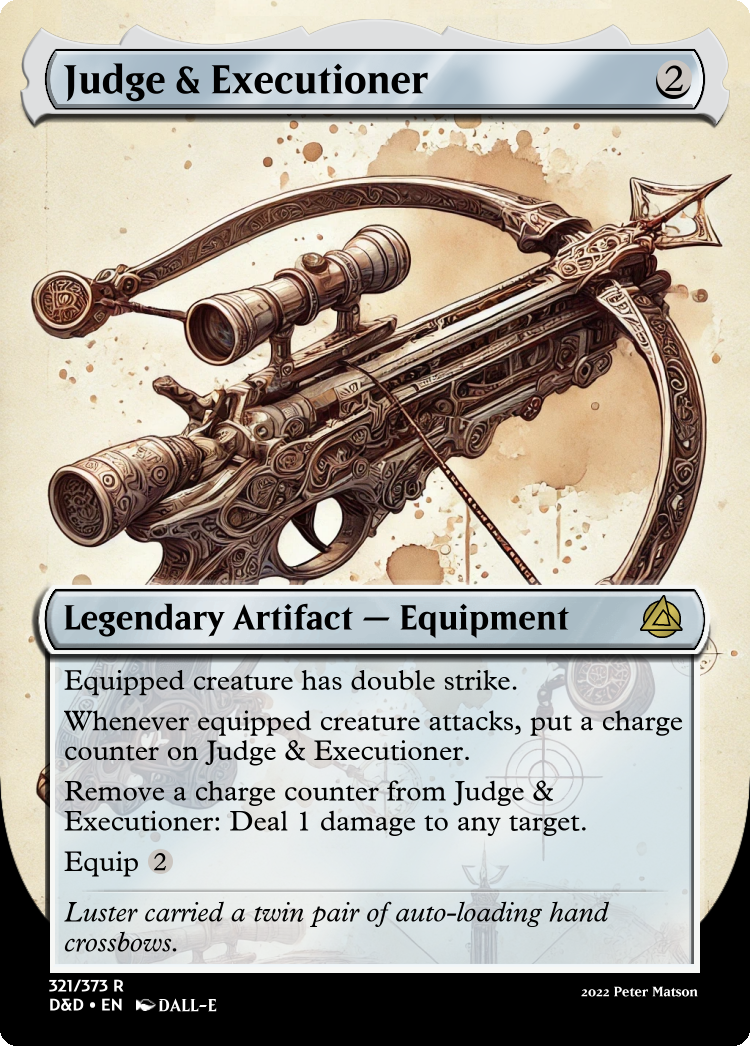 Judge & Executioner 2
Legendary Artifact — Equipment
Equipped creature has double strike.
Whenever equipped creature attacks, put a charge
counter on Judge & Executioner.
Remove a charge counter from Judge &
Executioner: Deal 1 damage to any target.
Equip 2
Luster carried a twin pair of auto-loading hand
crossbows.
321/373 R
D&D • EN DALL-E
2022 Peter Matson